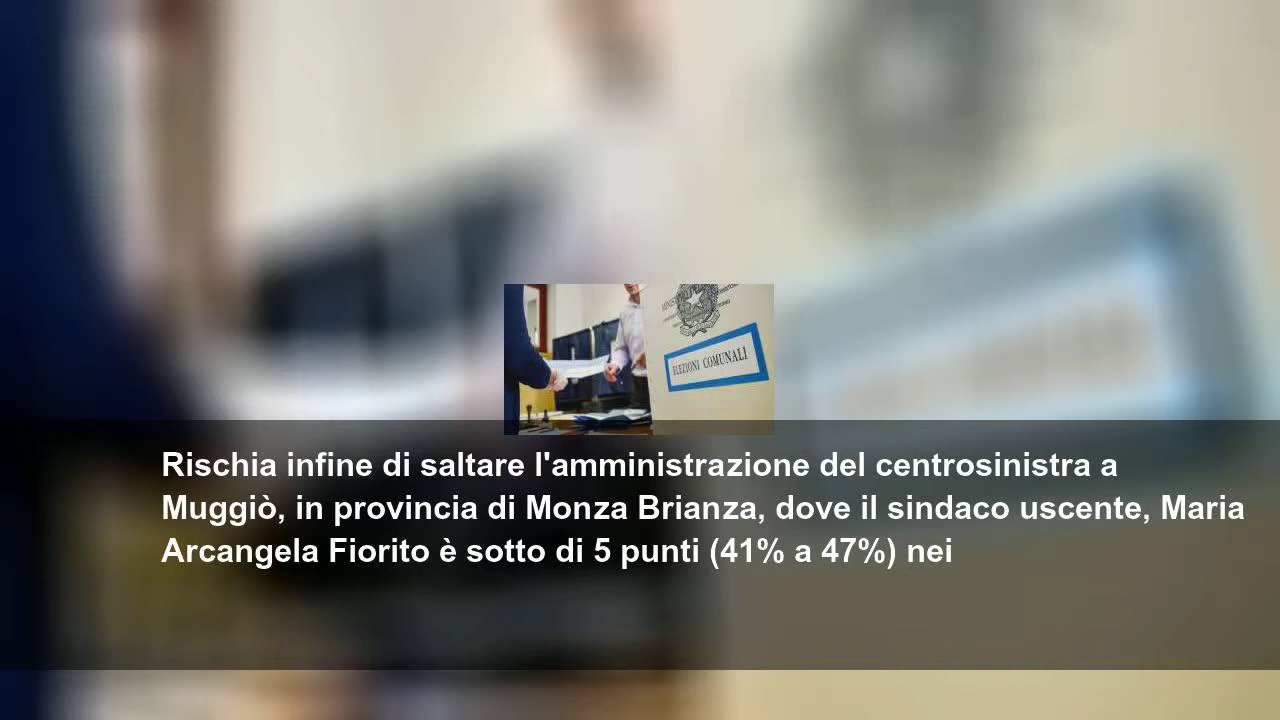 ELEZIONI COMUNALI
Rischia infine di saltare l'amministrazione del centrosinistra a
Muggiò, in provincia di Monza Brianza, dove il sindaco uscente, Maria
Arcangela Fiorito è sotto di 5 punti (41% a 47%) nei